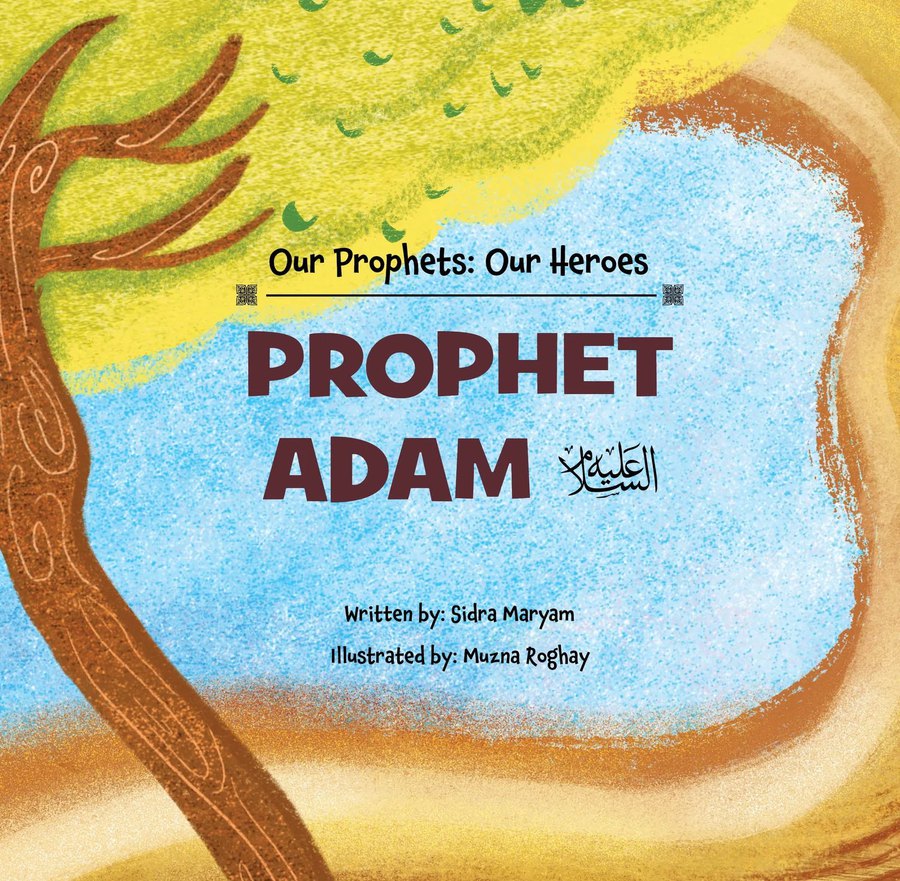 Our Prophets: Our Heroes
PROPHET
ADAM عليه السلام
Written by: Sidra Maryam
Illustrated by: Muzna Roghay